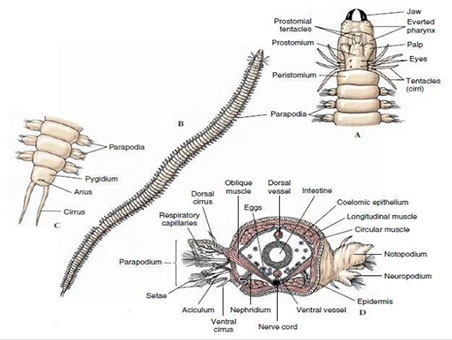 Jaw
Prostomial
tentacles
Everted
pharynx
Prostomium
Palp
Eyes
Peristomium
Tentacles
(cirri)
Parapodia
A
B
Parapodia
Pygidium
Anus
Cirrus
C
Oblique
muscle
Dorsal
vessel
Intestine
Dorsal
cirrus
Eggs
Coelomic epithelium
Respiratory
capillaries
Longitudinal muscle
Circular muscle
Parapodium
Notopodium
Neuropodium
Setae
Epidermis
Aciculum
Nephridium
Ventral vessel
D
Ventral
cirrus
Nerve cord